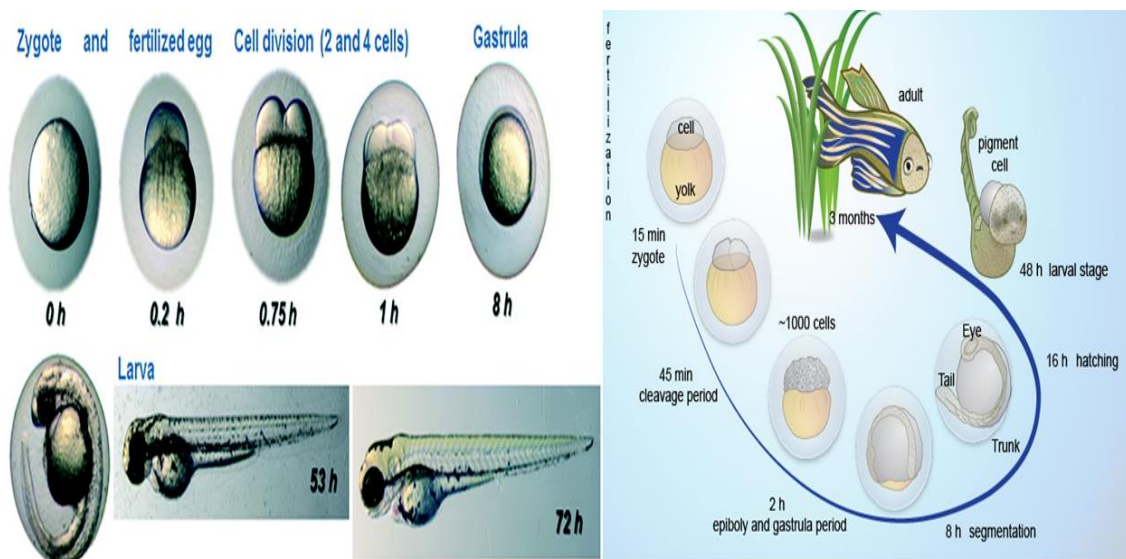 Zygote and fertilized egg
Cell division (2 and 4 cells)
Gastrula
0 h
0.2 h
0.75 h
1 h
8 h
Larva
53 h
72 h
fertilization
cell
yolk
15 min
zygote
adult
3 months
pigment
cell
48 h larval stage
~1000 cells
45 min
cleavage period
Eye
Tail
Trunk
16 h hatching
2 h
epiboly and gastrula period
8 h segmentation